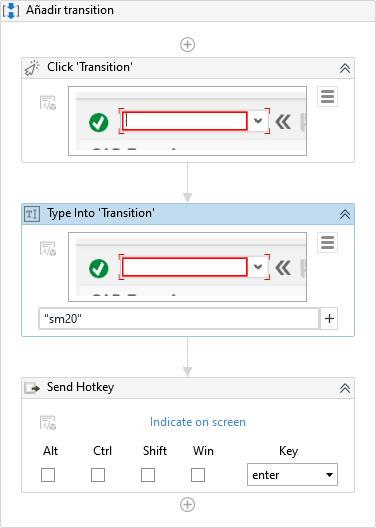 Añadir transition
Click 'Transition'
Type Into 'Transition'
"sm20"
Send Hotkey
Indicate on screen
Alt Ctrl Shift Win Key
enter